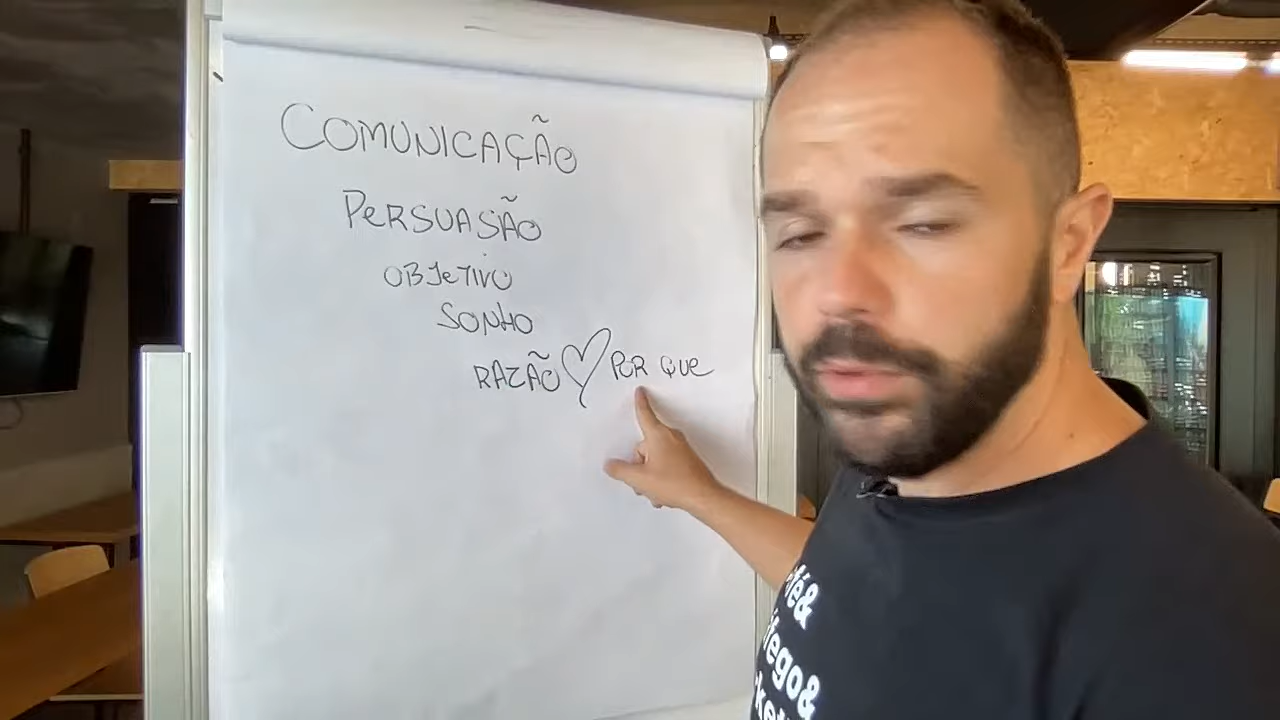 COMUNICAÇÃO
PERSUASÃO
OBJETIVO
SONHO
RAZÃO POR QUE